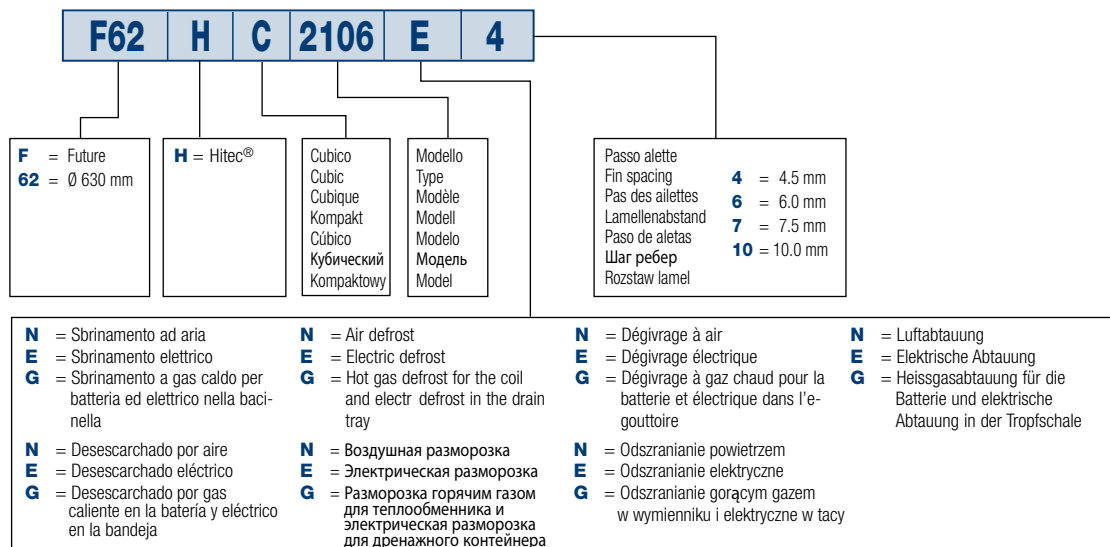 F62 H C 2106 E 4
F = Future
62 = Ø 630 mm
H = Hitec®
Cubico
Cubic
Cubique
Kompakt
Cúbico
Кубический
Kompaktowy
Modello
Type
Modèle
Modell
Modelo
Модель
Model
Passo alette
Fin spacing
Pas des ailettes
Lamellenabstand
Paso de aletas
Шаг ребер
Rozstaw lamel
4 = 4.5 mm
6 = 6.0 mm
7 = 7.5 mm
10 = 10.0 mm
N = Sbrinamento ad aria
E = Sbrinamento elettrico
G = Sbrinamento a gas caldo per
batteria ed elettrico nella baci-
nella
N = Air defrost
E = Electric defrost
G = Hot gas defrost for the coil
and electr defrost in the drain
tray
N = Dégivrage à air
E = Dégivrage électrique
G = Dégivrage à gaz chaud pour la
batterie et électrique dans l'e-
gouttoire
N = Luftabtauung
E = Elektrische Abtauung
G = Heissgasabtauung für die
Batterie und elektrische
Abtauung in der Tropfschale
N = Desescarchado por aire
E = Desescarchado eléctrico
G = Desescarchado por gas
caliente en la batería y eléctrico
en la bandeja
N = Воздушная разморозка
E = Электрическая разморозка
G = Разморозка горячим газом
для теплообменника и
электрическая разморозка
для дренажного контейнера
N = Odszranianie powietrzem
E = Odszranianie elektryczne
G = Odszranianie gorącym gazem
w wymienniku i elektryczne w tacy